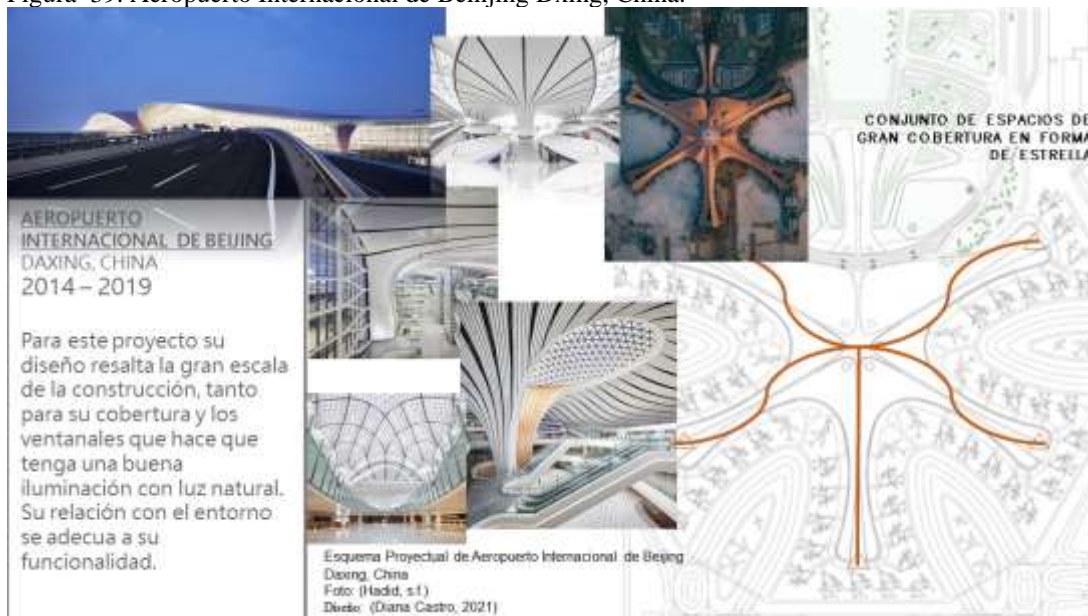 Figura 39. Aeropuerto Internacional de Beinjing Dxing, China.
CONJUNTO DE ESPACIOS DE
GRAN COBERTURA EN FORMA
DE ESTRELLA
AEROPUERTO
INTERNACIONAL DE BEIJING
DAXING, CHINA
2014 – 2019
Para este proyecto su
diseño resalta la gran escala
de la construcción, tanto
para su cobertura y los
ventanales que hace que
tenga una buena
iluminación con luz natural.
Su relación con el entorno
se adecua a su
funcionalidad.
Esquema Proyectual de Aeropuerto Internacional de Beijing
Daxing, China
Foto: (Hadid, s.f.)
Diseño: (Diana Castro, 2021)